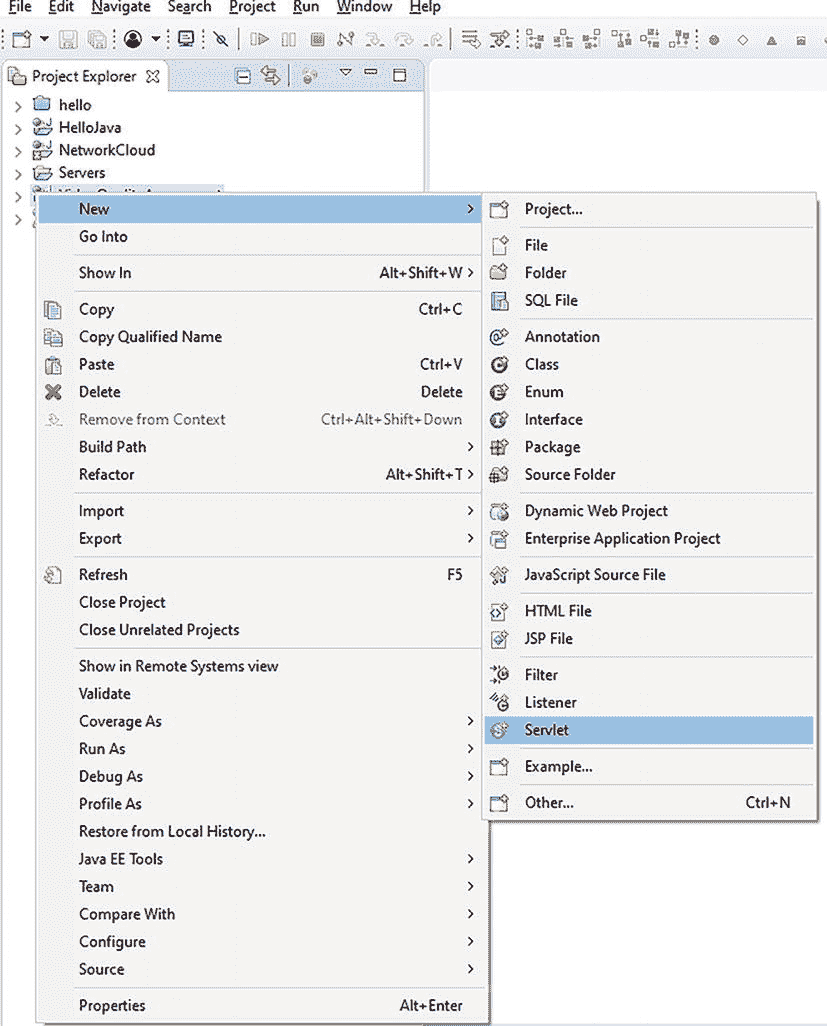 File Edit Navigate Search Project Run Window Help
Project Explorer
hello
HelloJava
NetworkCloud
Servers
New
Go Into
Show In Alt+Shift+W
Copy Ctrl+C
Copy Qualified Name
Paste Ctrl+V
Delete Delete
Remove from Context Ctrl+Alt+Shift+Down
Build Path
Refactor Alt+Shift+T
Import
Export
Refresh F5
Close Project
Close Unrelated Projects
Show in Remote Systems view
Validate
Coverage As
Run As
Debug As
Profile As
Restore from Local History...
Java EE Tools
Team
Compare With
Configure
Source
Properties Alt+Enter
Project...
File
Folder
SQL File
Annotation
Class
Enum
Interface
Package
Source Folder
Dynamic Web Project
Enterprise Application Project
JavaScript Source File
HTML File
JSP File
Filter
Listener
Servlet
Example...
Other... Ctrl+N